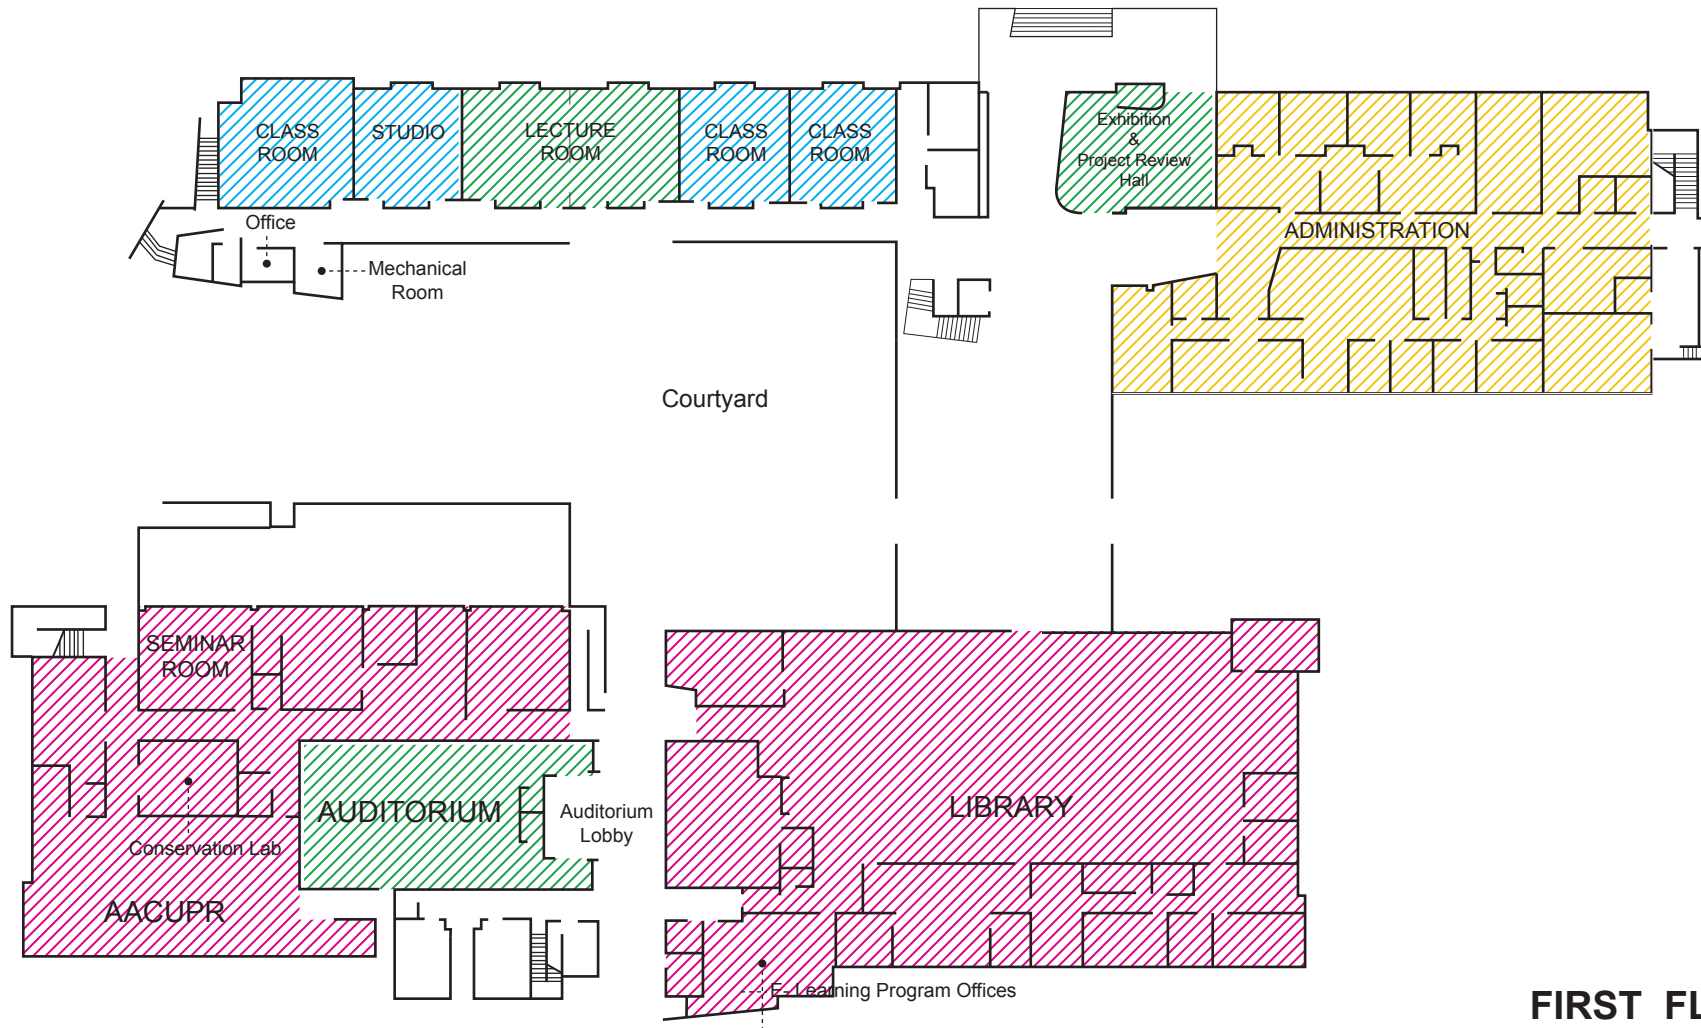 CLASS
ROOM
STUDIO
LECTURE
ROOM
CLASS
ROOM
CLASS
ROOM
Exhibition
&
Project Review
Hall
Office
Mechanical
Room
ADMINISTRATION
Courtyard
SEMINAR
ROOM
AUDITORIUM
Auditorium
Lobby
LIBRARY
Conservation Lab
AACUPR
E- Learning Program Offices
FIRST FL